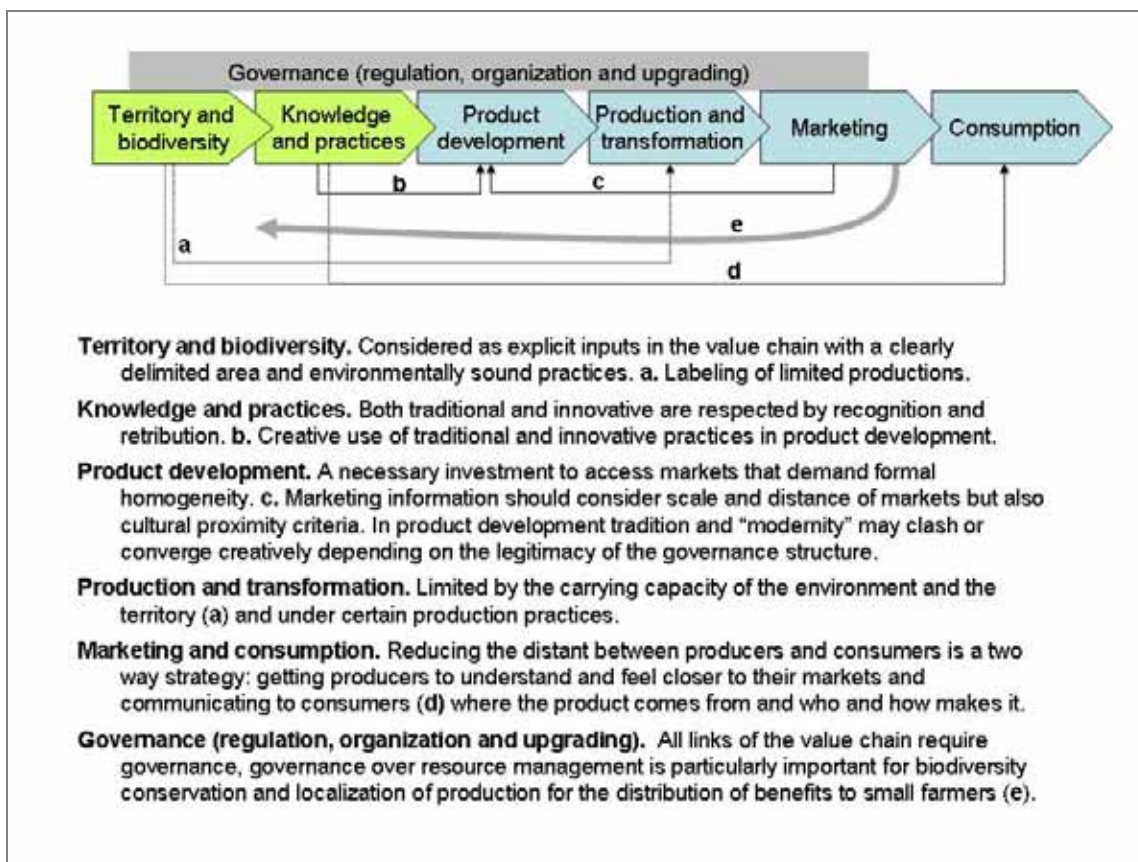 Governance (regulation, organization and upgrading)
Territory and
biodiversity
Knowledge
and practices
Product
development
Production and
transformation
Marketing
Consumption
b
c
e
a
d
Territory and biodiversity. Considered as explicit inputs in the value chain with a clearly
delimited area and environmentally sound practices. a. Labeling of limited productions.
Knowledge and practices. Both traditional and innovative are respected by recognition and
retribution. b. Creative use of traditional and innovative practices in product development.
Product development. A necessary investment to access markets that demand formal
homogeneity. c. Marketing information should consider scale and distance of markets but also
cultural proximity criteria. In product development tradition and “modernity” may clash or
converge creatively depending on the legitimacy of the governance structure.
Production and transformation. Limited by the carrying capacity of the environment and the
territory (a) and under certain production practices.
Marketing and consumption. Reducing the distant between producers and consumers is a two
way strategy: getting producers to understand and feel closer to their markets and
communicating to consumers (d) where the product comes from and who and how makes it.
Governance (regulation, organization and upgrading). All links of the value chain require
governance, governance over resource management is particularly important for biodiversity
conservation and localization of production for the distribution of benefits to small farmers (e).